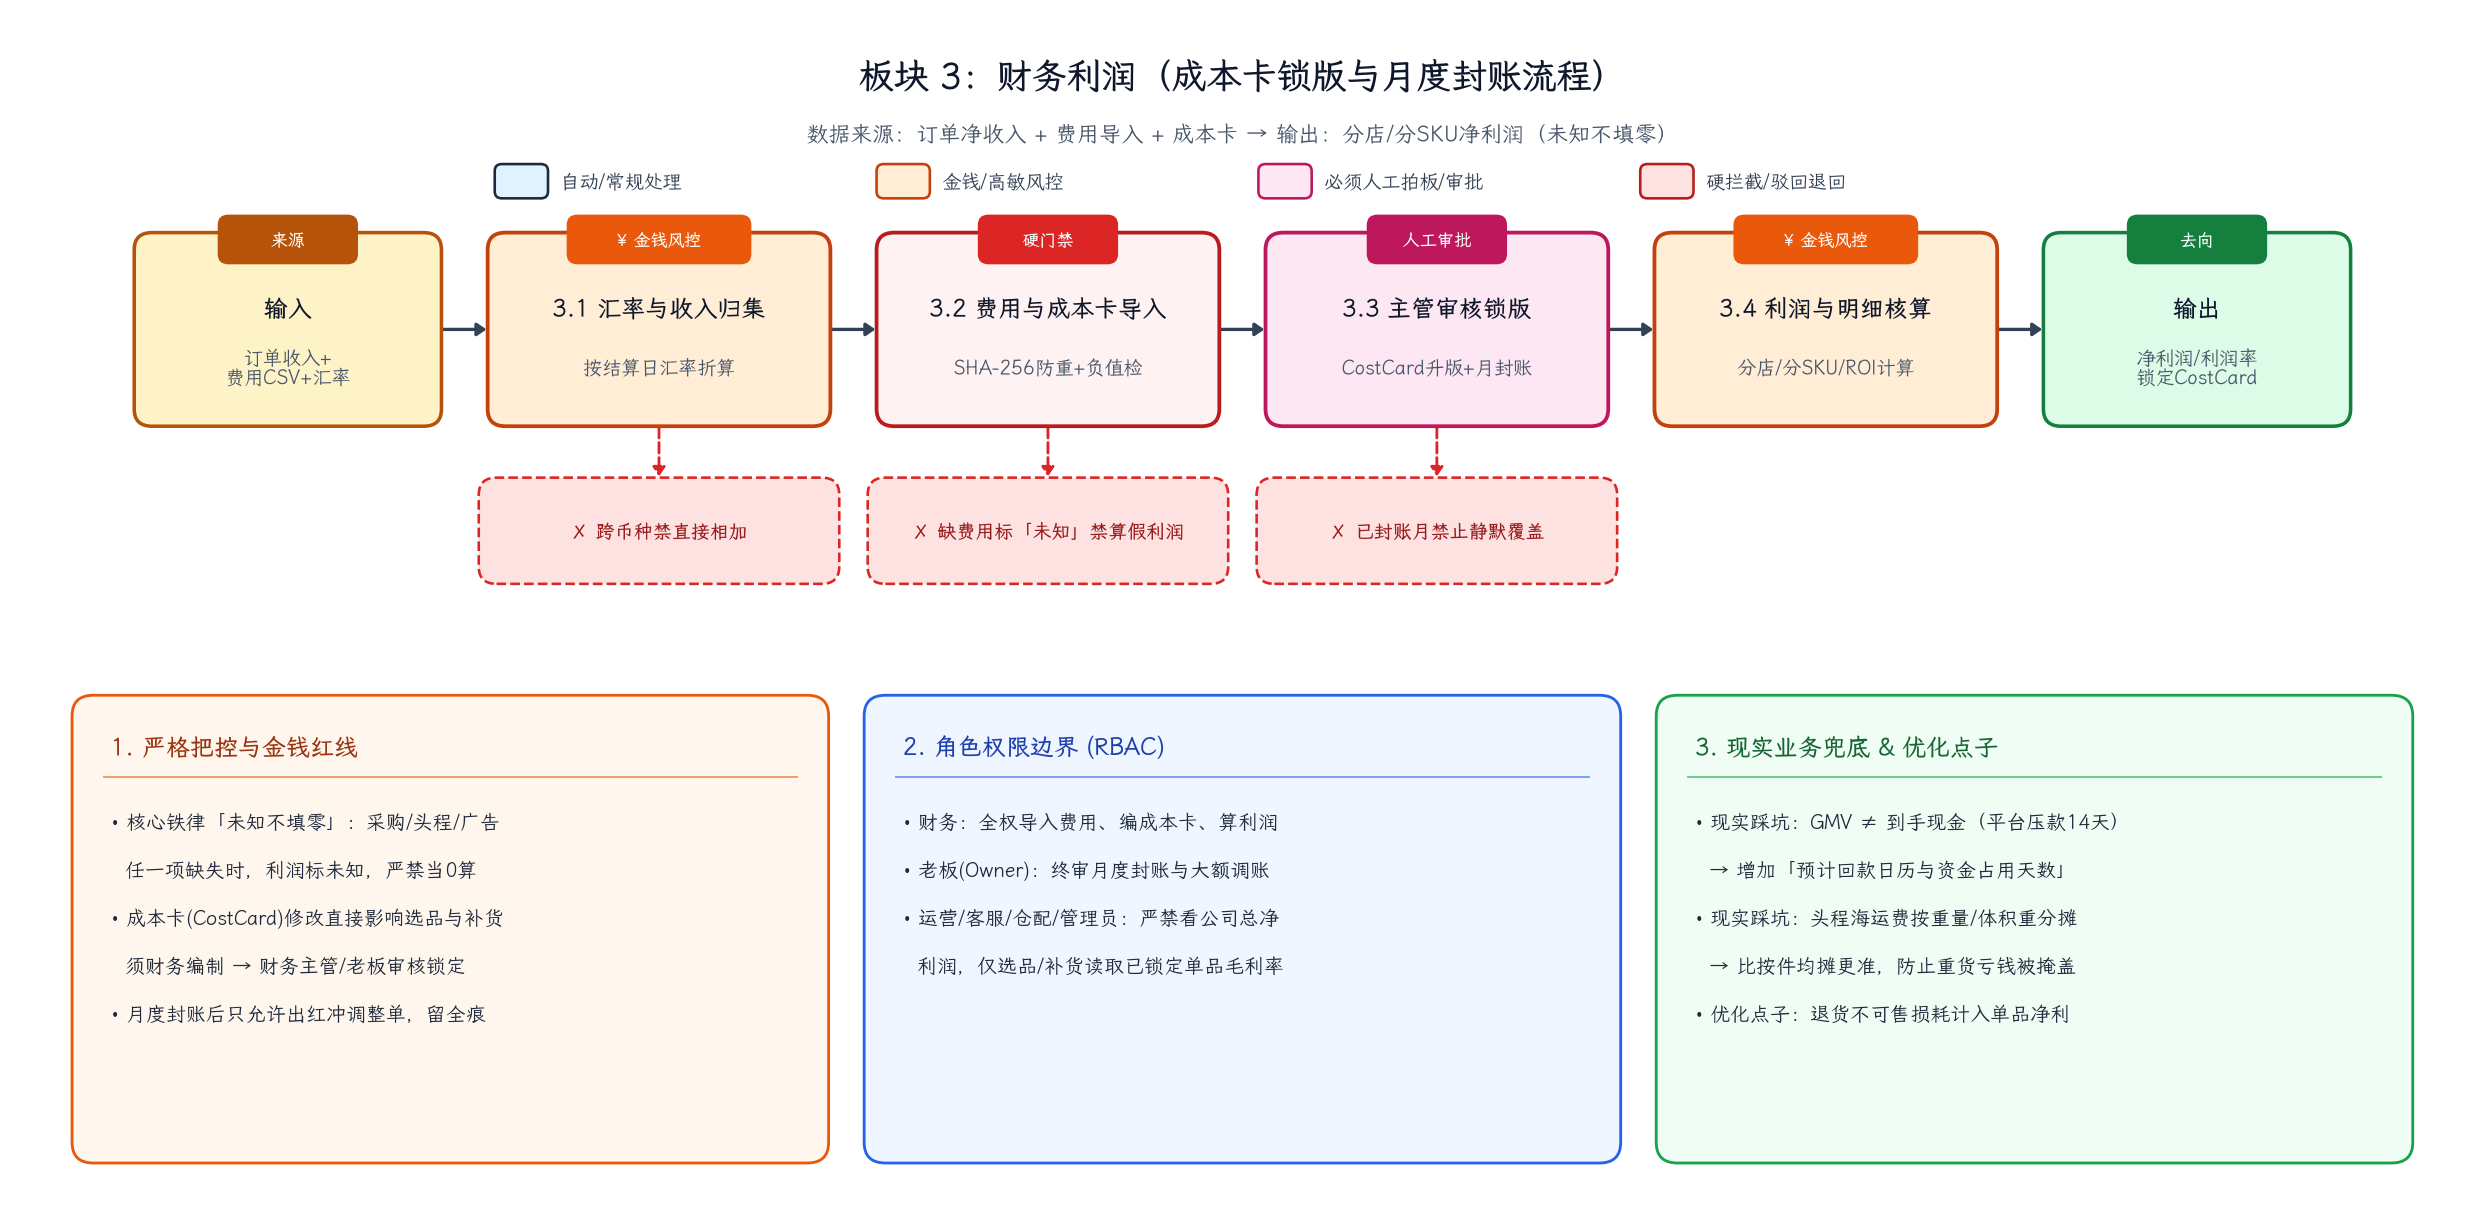 板块 3：财务利润（成本卡锁版与月度封账流程）
数据来源：订单净收入 + 费用导入 + 成本卡 → 输出：分店/分SKU净利润（未知不填零）
自动/常规处理
金钱/高敏风控
必须人工拍板/审批
硬拦截/驳回退回
来源
输入
订单收入+
费用CSV+汇率
¥ 金钱风控
3.1 汇率与收入归集
按结算日汇率折算
硬门禁
3.2 费用与成本卡导入
SHA-256防重+负值检
人工审批
3.3 主管审核锁版
CostCard升版+月封账
¥ 金钱风控
3.4 利润与明细核算
分店/分SKU/ROI计算
去向
输出
净利润/利润率
锁定CostCard
X 跨币种禁直接相加
X 缺费用标「未知」禁算假利润
X 已封账月禁止静默覆盖
1. 严格把控与金钱红线
• 核心铁律「未知不填零」：采购/头程/广告
任一项缺失时，利润标未知，严禁当0算
• 成本卡(CostCard)修改直接影响选品与补货
须财务编制 → 财务主管/老板审核锁定
• 月度封账后只允许出红冲调整单，留全痕
2. 角色权限边界 (RBAC)
• 财务：全权导入费用、编成本卡、算利润
• 老板(Owner)：终审月度封账与大额调账
• 运营/客服/仓配/管理员：严禁看公司总净
利润，仅选品/补货读取已锁定单品毛利率
3. 现实业务兜底 & 优化点子
• 现实踩坑：GMV ≠ 到手现金（平台压款14天）
→ 增加「预计回款日历与资金占用天数」
• 现实踩坑：头程海运费按重量/体积重分摊
→ 比按件均摊更准，防止重货亏钱被掩盖
• 优化点子：退货不可售损耗计入单品净利